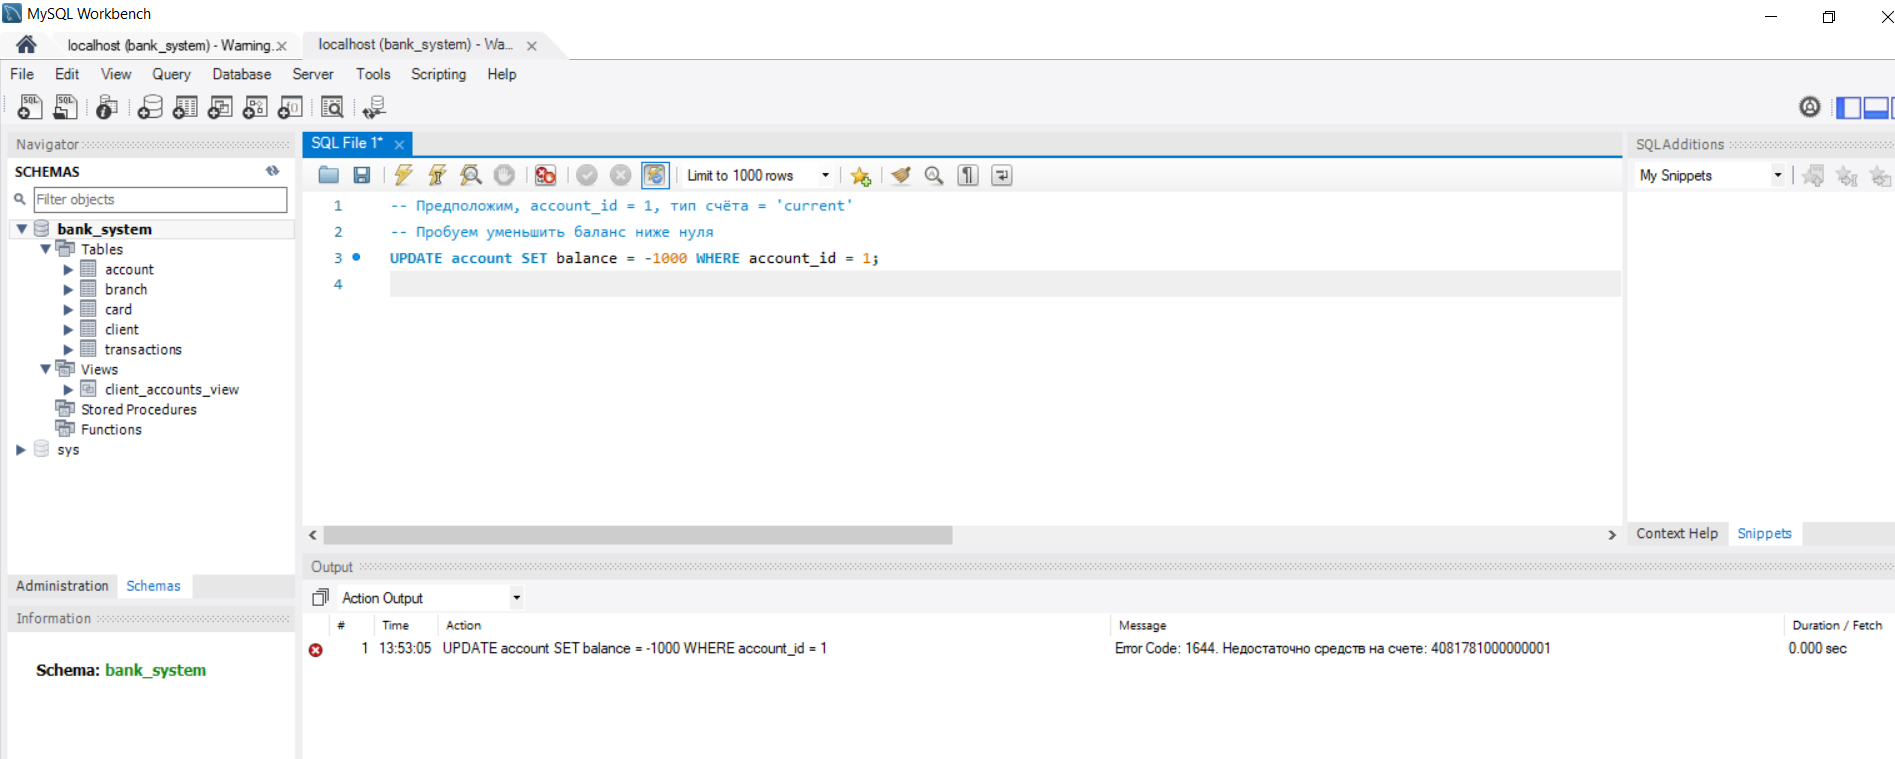 MySQL Workbench
localhost (bank_system) - Warning...
localhost (bank_system) - Wa...
File Edit View Query Database Server Tools Scripting Help
Navigator
SCHEMAS
Filter objects
bank_system
Tables
account
branch
card
client
transactions
Views
client_accounts_view
Stored Procedures
Functions
sys
Administration Schemas
Information
Schema: bank_system
SQL File 1*
Limit to 1000 rows
1 -- Предположим, account_id = 1, тип счёта = 'current'
2 -- Пробуем уменьшить баланс ниже нуля
3 UPDATE account SET balance = -1000 WHERE account_id = 1;
4
SQLAdditions
My Snippets
Context Help Snippets
Output
Action Output
# Time Action Message Duration / Fetch
1 13:53:05 UPDATE account SET balance = -1000 WHERE account_id = 1 Error Code: 1644. Недостаточно средств на счете: 4081781000000001 0.000 sec